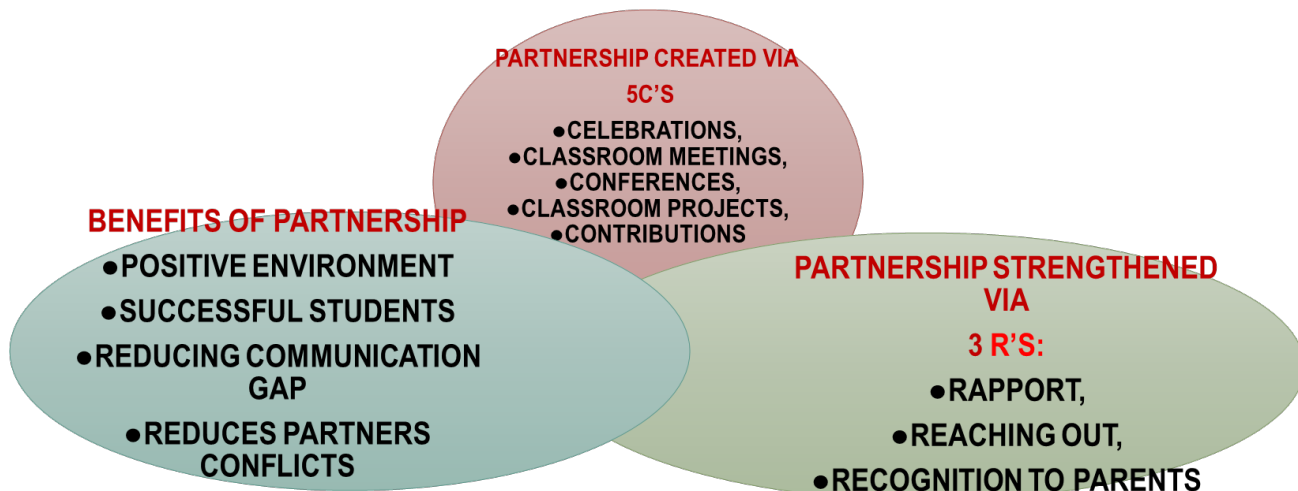 PARTNERSHIP CREATED VIA
5C'S
●CELEBRATIONS,
●CLASSROOM MEETINGS,
●CONFERENCES,
●CLASSROOM PROJECTS,
●CONTRIBUTIONS
BENEFITS OF PARTNERSHIP
●POSITIVE ENVIRONMENT
●SUCCESSFUL STUDENTS
●REDUCING COMMUNICATION
GAP
●REDUCES PARTNERS
CONFLICTS
PARTNERSHIP STRENGTHENED
VIA
3 R'S:
●RAPPORT,
●REACHING OUT,
●RECOGNITION TO PARENTS